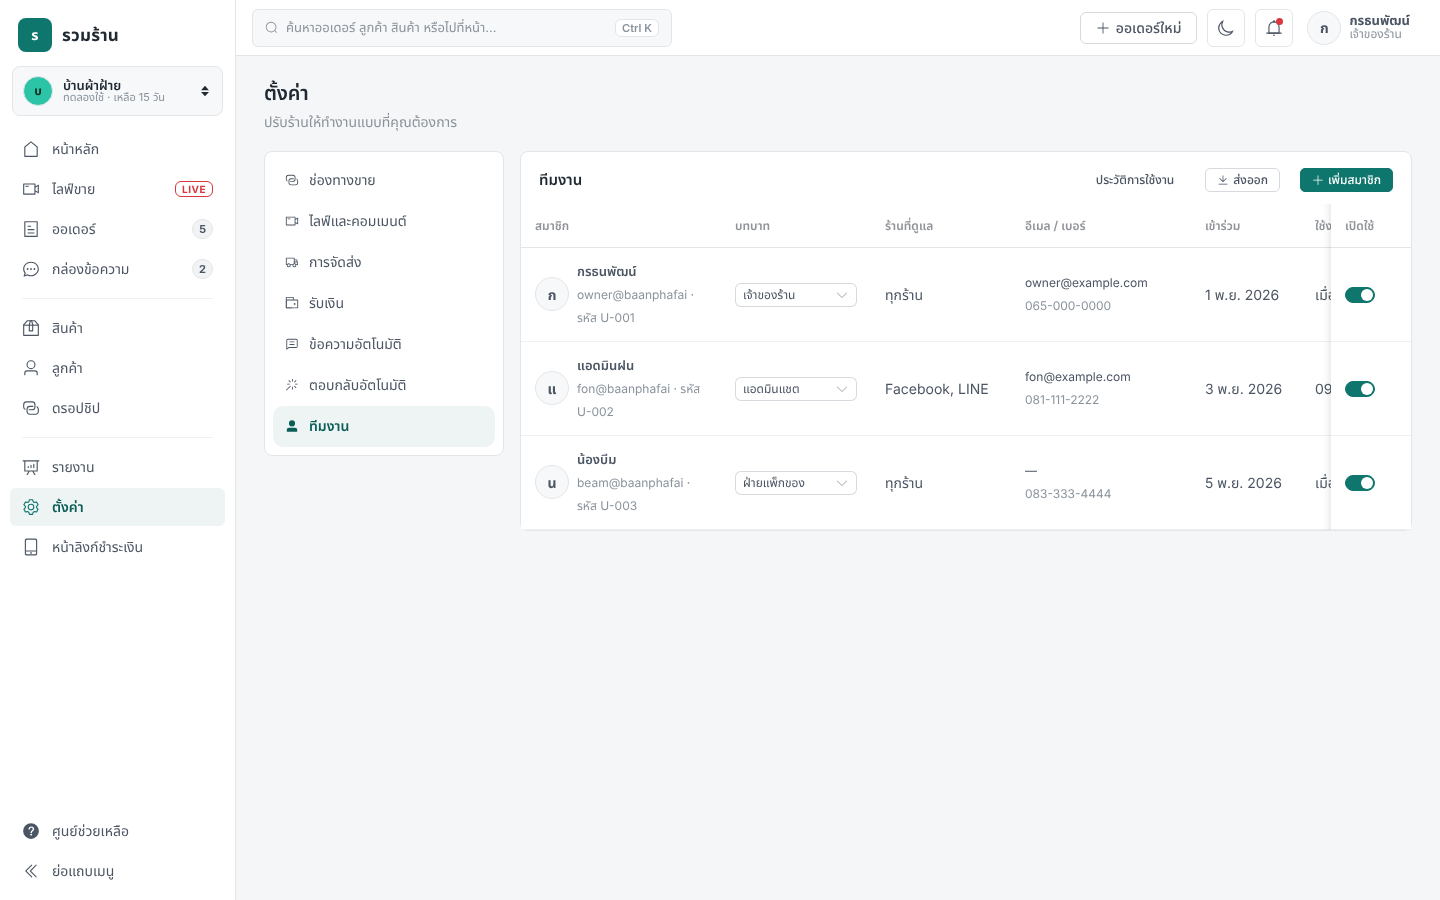 s รวมร้าน
บ บ้านผ้าฝ้าย
ทดลองใช้ · เหลือ 15 วัน
หน้าหลัก
ไลฟ์ขาย LIVE
ออเดอร์ 5
กล่องข้อความ 2
สินค้า
ลูกค้า
ดรอปชิป
รายงาน
ตั้งค่า
หน้าลิงก์ชำระเงิน
ศูนย์ช่วยเหลือ
ย่อแถบเมนู
ค้นหาออเดอร์ ลูกค้า สินค้า หรือไปที่หน้า... Ctrl K
ออเดอร์ใหม่
ก กรธนพัฒน์
เจ้าของร้าน
ตั้งค่า
ปรับร้านให้ทำงานแบบที่คุณต้องการ
ช่องทางขาย
ไลฟ์และคอมเมนต์
การจัดส่ง
รับเงิน
ข้อความอัตโนมัติ
ตอบกลับอัตโนมัติ
ทีมงาน
ทีมงาน ประวัติการใช้งาน ส่งออก เพิ่มสมาชิก
สมาชิก บทบาท ร้านที่ดูแล อีเมล / เบอร์ เข้าร่วม เปิดใช้
กรธนพัฒน์
ก owner@baanphafai · เจ้าของร้าน ทุกร้าน owner@example.com 1 พ.ย. 2026
รหัส U-001 065-000-0000
แอดมินฝน
แ fon@baanphafai · รหัส แอดมินแชต Facebook, LINE fon@example.com 3 พ.ย. 2026 09
U-002 081-111-2222
น้องบีม
น beam@baanphafai · ฝ่ายแพ็กของ ทุกร้าน — 5 พ.ย. 2026
รหัส U-003 083-333-4444